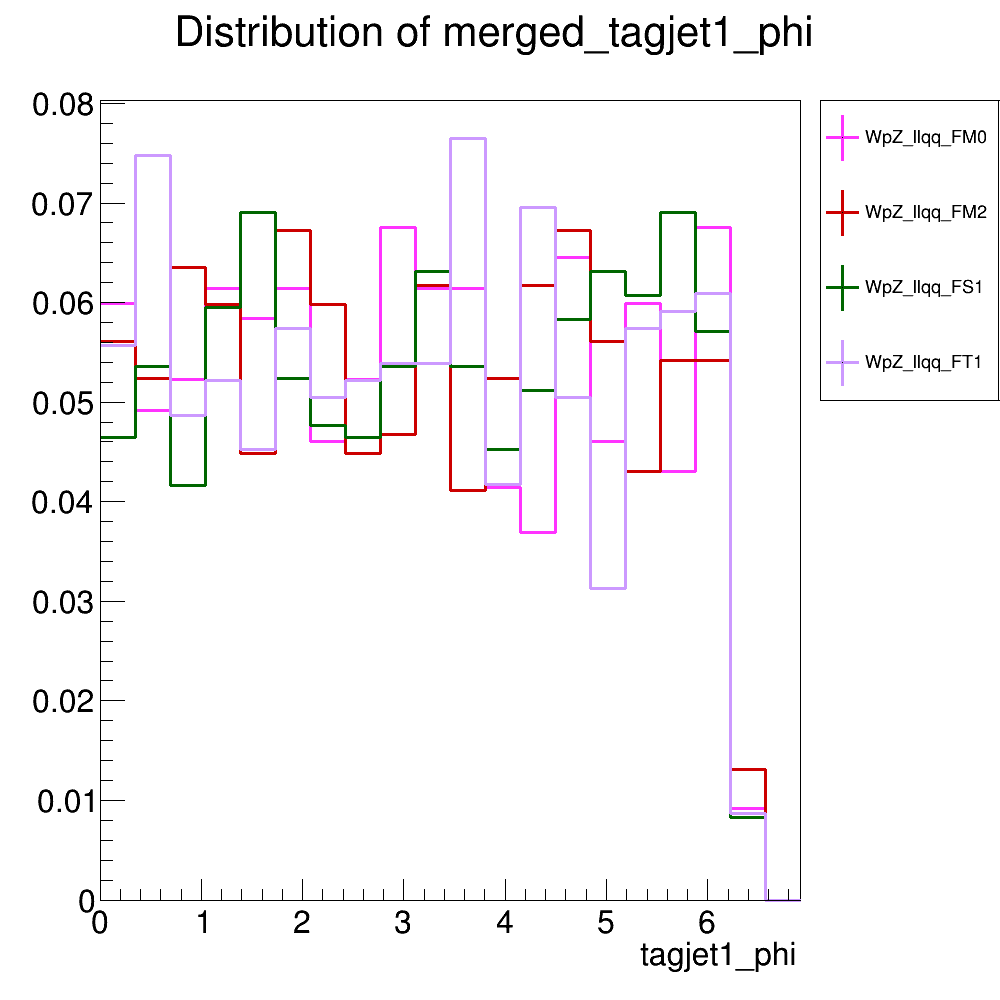 Distribution of merged_tagjet1_phi
0.08
0.07
0.06
0.05
0.04
0.03
0.02
0.01
0
0 1 2 3 4 5 6
tagjet1_phi
WpZ_llqq_FM0
WpZ_llqq_FM2
WpZ_llqq_FS1
WpZ_llqq_FT1